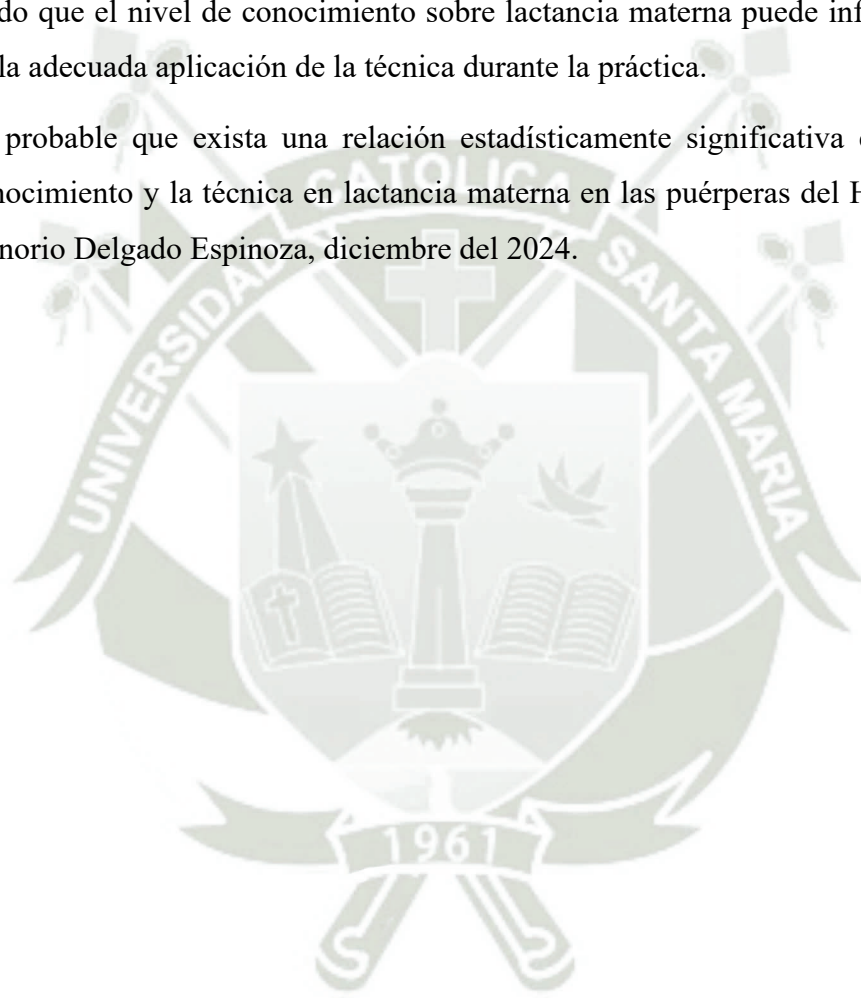 do que el nivel de conocimiento sobre lactancia materna puede inf
la adecuada aplicación de la técnica durante la práctica.
probable que exista una relación estadísticamente significativa
nocimiento y la técnica en lactancia materna en las puérperas del H
norio Delgado Espinoza, diciembre del 2024.
UNIVERSIDAD CATOLICA SANTA MARIA
1961